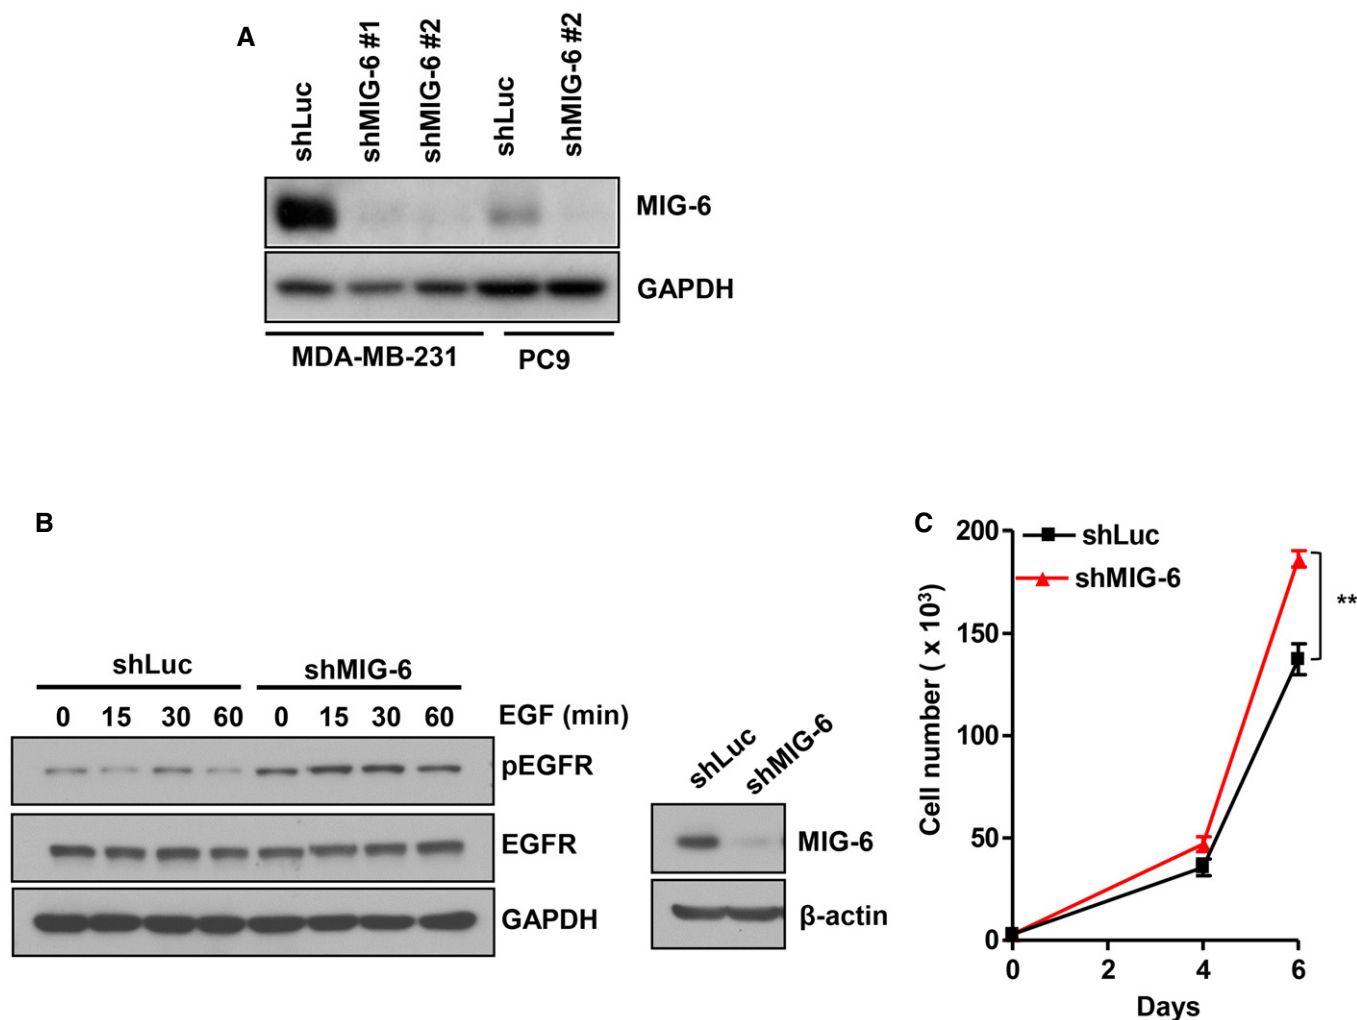 A
shLuc
shMIG-6 #1
shMIG-6 #2
shLuc
shMIG-6 #2
MIG-6
GAPDH
MDA-MB-231
PC9
B
shLuc
shMIG-6
0 15 30 60 0 15 30 60 EGF (min)
pEGFR
EGFR
GAPDH
shLuc
shMIG-6
MIG-6
β-actin
C
shLuc
shMIG-6
**
Cell number ( x 10³)
200
150
100
50
0
0 2 4 6
Days